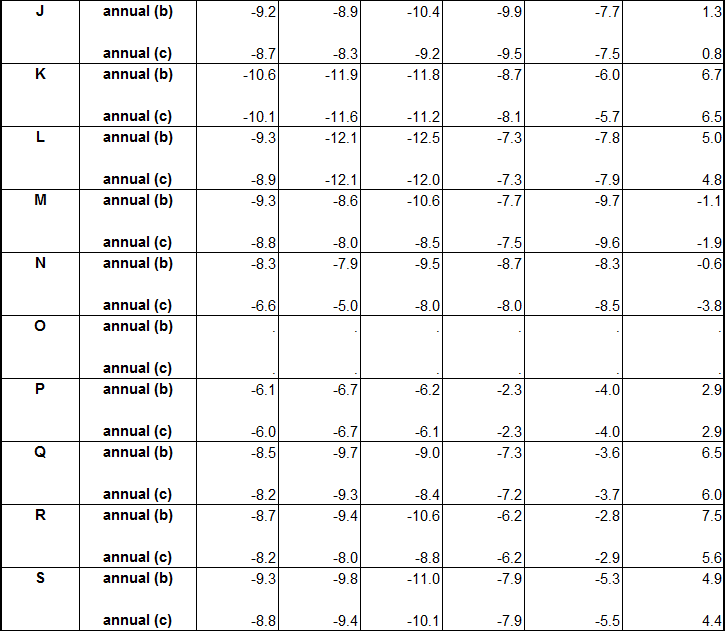 J annual (b) -9.2 -8.9 -10.4 -9.9 -7.7 1.3
annual (c) -8.7 -8.3 -9.2 -9.5 -7.5 0.8
K annual (b) -10.6 -11.9 -11.8 -8.7 -6.0 6.7
annual (c) -10.1 -11.6 -11.2 -8.1 -5.7 6.5
L annual (b) -9.3 -12.1 -12.5 -7.3 -7.8 5.0
annual (c) -8.9 -12.1 -12.0 -7.3 -7.9 4.8
M annual (b) -9.3 -8.6 -10.6 -7.7 -9.7 -1.1
annual (c) -8.8 -8.0 -8.5 -7.5 -9.6 -1.9
N annual (b) -8.3 -7.9 -9.5 -8.7 -8.3 -0.6
annual (c) -6.6 -5.0 -8.0 -8.0 -8.5 -3.8
O annual (b) . . . . . .
annual (c) . . . . . .
P annual (b) -6.1 -6.7 -6.2 -2.3 -4.0 2.9
annual (c) -6.0 -6.7 -6.1 -2.3 -4.0 2.9
Q annual (b) -8.5 -9.7 -9.0 -7.3 -3.6 6.5
annual (c) -8.2 -9.3 -8.4 -7.2 -3.7 6.0
R annual (b) -8.7 -9.4 -10.6 -6.2 -2.8 7.5
annual (c) -8.2 -8.0 -8.8 -6.2 -2.9 5.6
S annual (b) -9.3 -9.8 -11.0 -7.9 -5.3 4.9
annual (c) -8.8 -9.4 -10.1 -7.9 -5.5 4.4